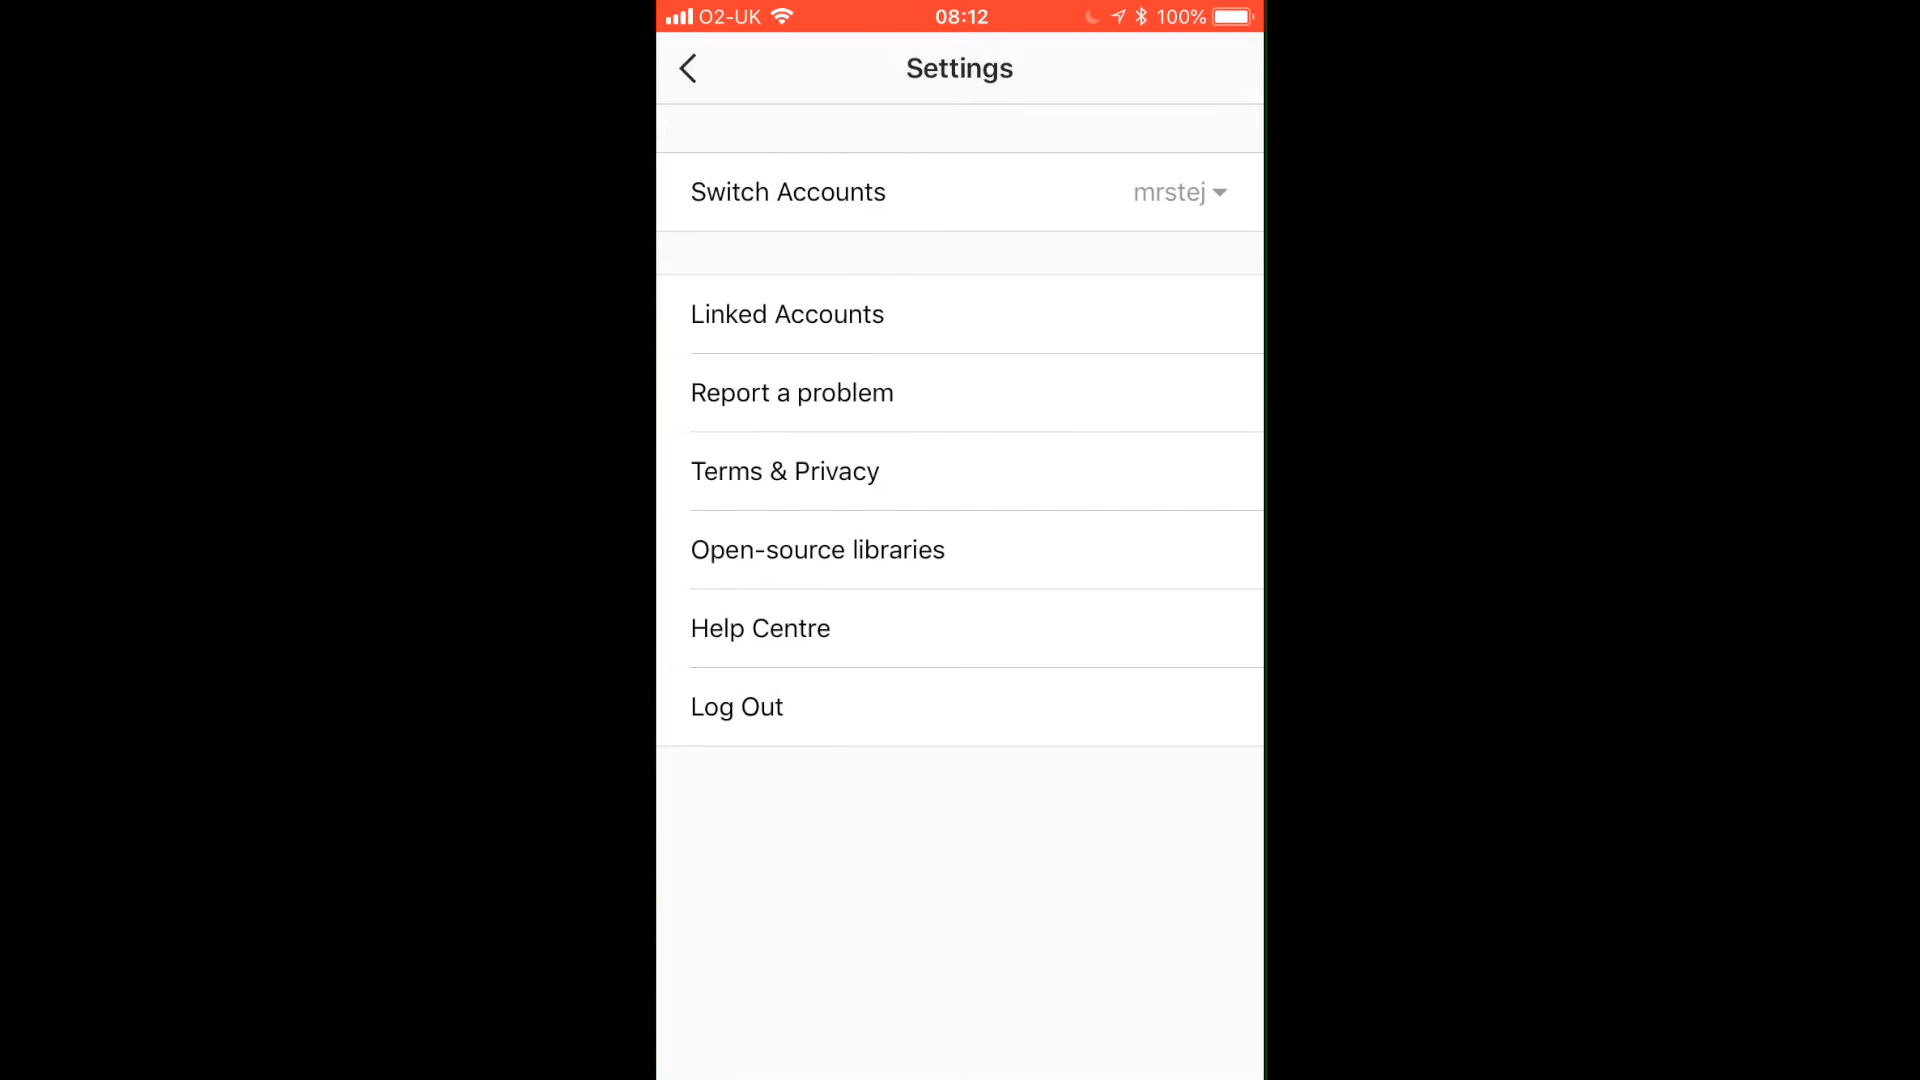 O2-UK 08:12 100%
Settings
Switch Accounts mrstej
Linked Accounts
Report a problem
Terms & Privacy
Open-source libraries
Help Centre
Log Out